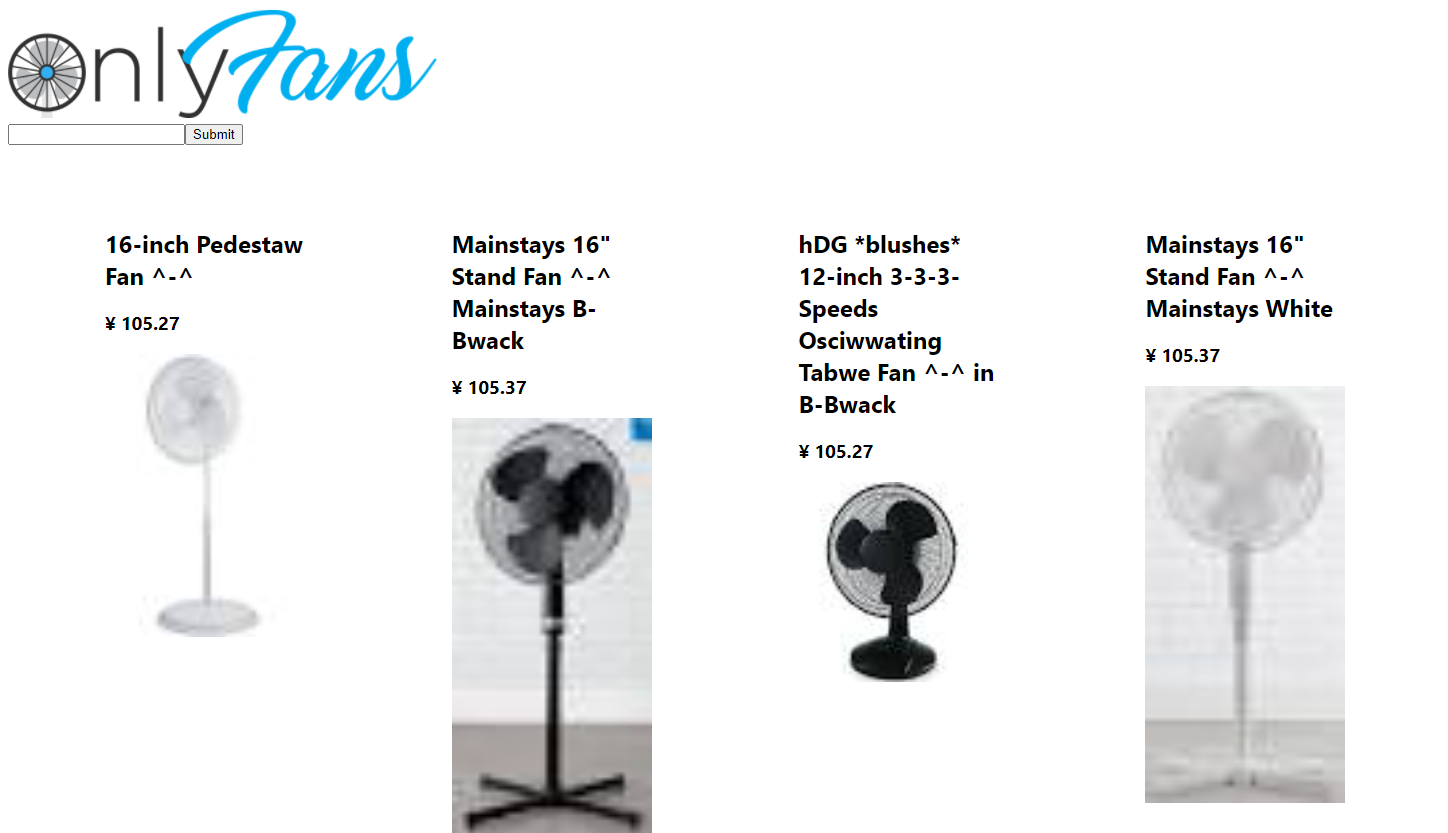 OnlyFans
Submit
16-inch Pedestaw
Fan ^-^
¥ 105.27
Mainstays 16"
Stand Fan ^-^
Mainstays B-
Bwack
¥ 105.37
hDG *blushes*
12-inch 3-3-3-
Speeds
Osciwwating
Tabwe Fan ^-^ in
B-Bwack
¥ 105.27
Mainstays 16"
Stand Fan ^-^
Mainstays White
¥ 105.37